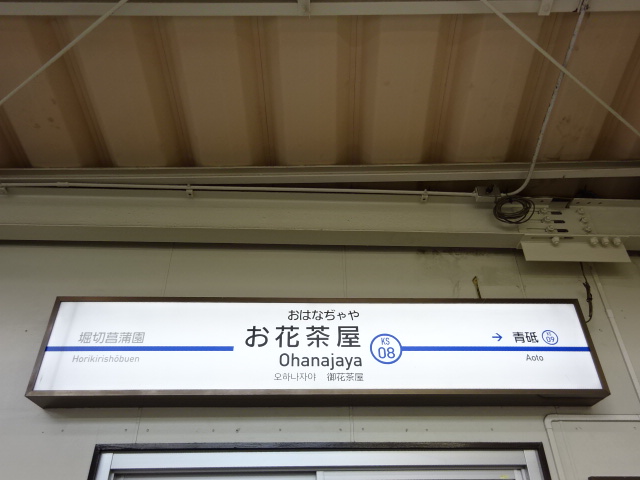 おはなぢゃや
お花茶屋
Ohanajaya
오하나자야 御花茶屋
KS
08
堀切菖蒲園
Horikirishōbuen
→ 青砥
KS
09
Aoto